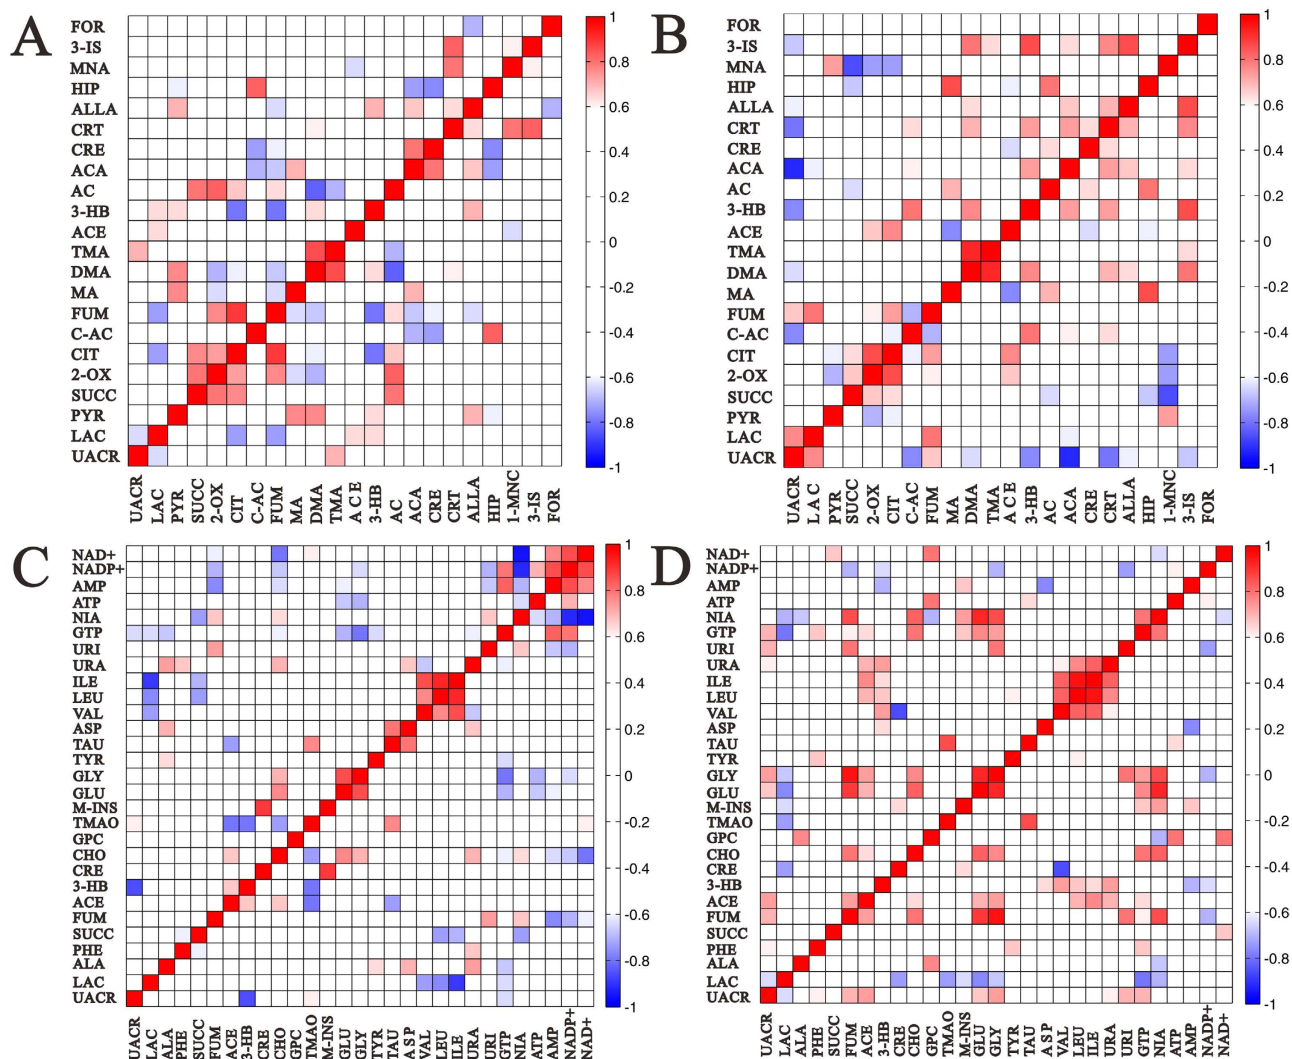 A
FOR
3-IS
MNA
HIP
ALLA
CRT
CRE
ACA
AC
3-HB
ACE
TMA
DMA
MA
FUM
C-AC
CIT
2-OX
SUCC
PYR
LAC
UACR
UACR LAC PYR SUCC 2-OX CIT C-AC FUM MA DMA TMA A C E 3-HB AC ACA CRE CRT ALLA HIP 1-MNC 3-IS FOR
1
0.8
0.6
0.4
0.2
0
-0.2
-0.4
-0.6
-0.8
-1
B
FOR
3-IS
MNA
HIP
ALLA
CRT
CRE
ACA
AC
3-HB
ACE
TMA
DMA
MA
FUM
C-AC
CIT
2-OX
SUCC
PYR
LAC
UACR
UACR L AC PYR SUCC 2-OX CIT C-AC FUM MA DMA TMA A C E 3-HB AC ACA CRE CRT ALLA HIP 1-MNC 3-IS FOR
1
0.8
0.6
0.4
0.2
0
-0.2
-0.4
-0.6
-0.8
-1
C
NAD+
NADP+
AMP
ATP
NIA
GTP
URI
URA
ILE
LEU
VAL
ASP
TAU
TYR
GLY
GLU
M-INS
TMAO
GPC
CHO
CRE
3-HB
ACE
FUM
SUCC
PHE
ALA
LAC
UACR
UACR LAC ALA PHE SUCC FUM ACE 3-HB CRE CHO GPC TMAO M-INS GLU GLY TYR TAU A S P VAL LEU ILE URA URI GTP NIA ATP AMP NADP+ NAD+
1
0.8
0.6
0.4
0.2
0
-0.2
-0.4
-0.6
-0.8
-1
D
NAD+
NADP+
AMP
ATP
NIA
GTP
URI
URA
ILE
LEU
VAL
ASP
TAU
TYR
GLY
GLU
M-INS
TMAO
GPC
CHO
CRE
3-HB
ACE
FUM
SUCC
PHE
ALA
LAC
UACR
UACR LAC ALA PHE SUCC FUM ACE 3-HB CRE CHO GPC TMAO M-INS GLU GLY TYR TAU ASP VAL LEU ILE URA URI GTP NIA ATP AMP NADP+ NAD+
1
0.8
0.6
0.4
0.2
0
-0.2
-0.4
-0.6
-0.8
-1